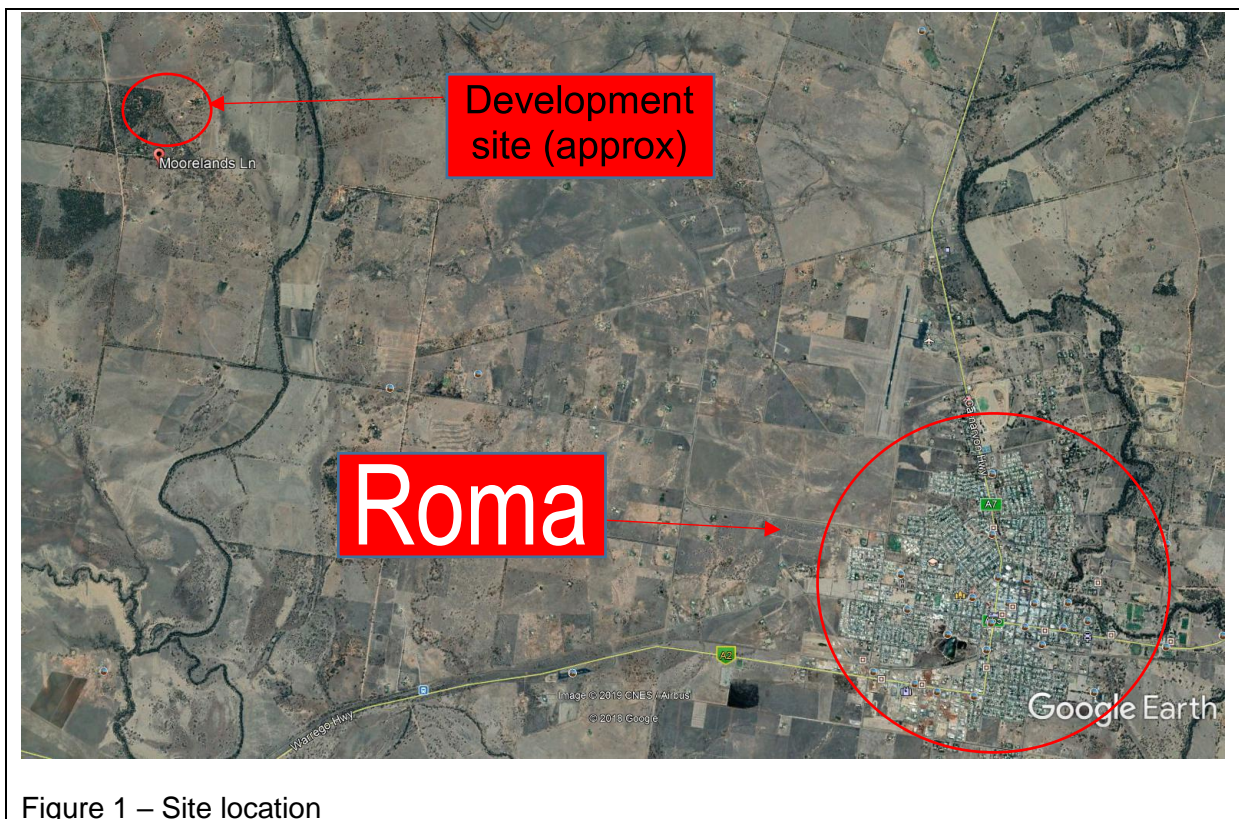 Development
site (approx)
Moorelands Ln
Roma
Carnarvon Hwy
A7
A2
Warrego Hwy
Image © 2019 CNES / Airbus
© 2018 Google
Google Earth
Figure 1 – Site location